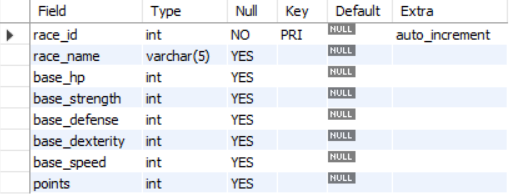 Field Type Null Key Default Extra
race_id int NO PRI NULL auto_increment
race_name varchar(5) YES NULL
base_hp int YES NULL
base_strength int YES NULL
base_defense int YES NULL
base_dexterity int YES NULL
base_speed int YES NULL
points int YES NULL